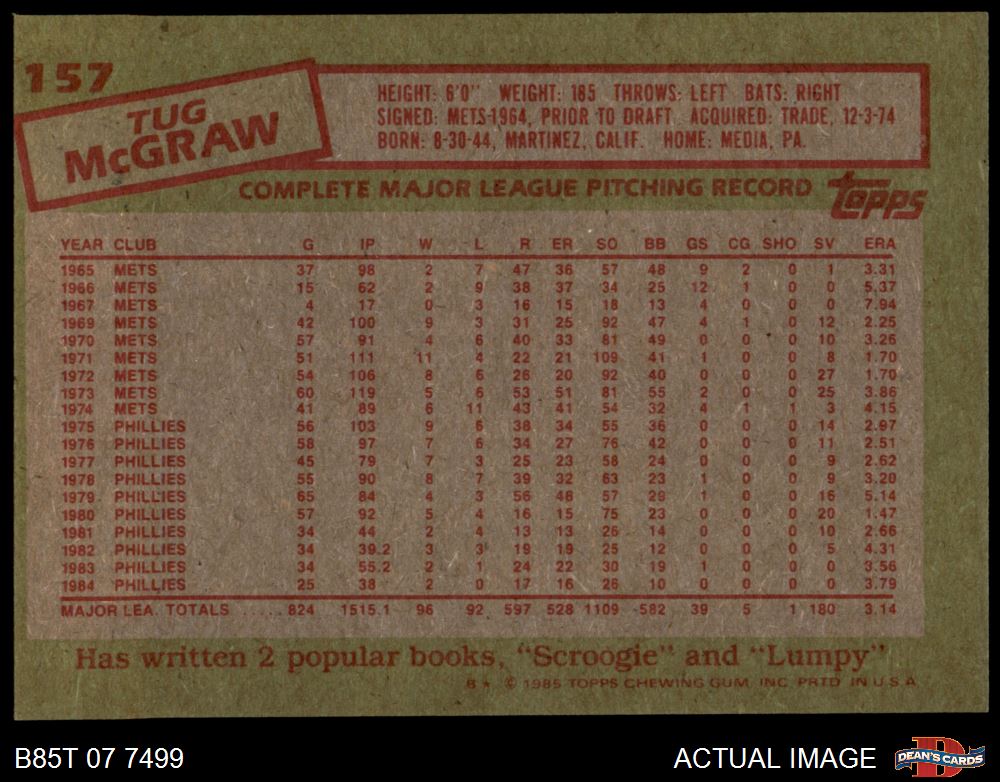 157
TUG
McGRAW
HEIGHT: 6'0" WEIGHT: 185 THROWS: LEFT BATS: RIGHT
SIGNED: METS-1964, PRIOR TO DRAFT ACQUIRED: TRADE, 12-3-74
BORN: 8-30-44, MARTINEZ, CALIF. HOME: MEDIA, PA.
COMPLETE MAJOR LEAGUE PITCHING RECORD topps
YEAR CLUB G IP W L R ER SO BB GS CG SHO SV ERA
1965 METS 37 98 2 7 47 36 57 48 9 2 0 1 3.31
1966 METS 15 62 2 9 38 37 34 25 12 1 0 0 5.37
1967 METS 4 17 0 3 16 15 18 13 4 0 0 0 7.94
1969 METS 42 100 9 3 31 25 92 47 4 1 0 12 2.25
1970 METS 57 91 4 6 40 33 81 49 0 0 0 10 3.26
1971 METS 51 111 11 4 22 21 109 41 1 0 0 8 1.70
1972 METS 54 106 8 6 26 20 92 40 0 0 0 27 1.70
1973 METS 60 119 5 6 53 51 81 55 2 0 0 25 3.86
1974 METS 41 89 6 11 43 41 54 32 4 1 1 3 4.15
1975 PHILLIES 56 103 9 6 38 34 55 36 0 0 0 14 2.97
1976 PHILLIES 58 97 7 6 34 27 76 42 0 0 0 11 2.51
1977 PHILLIES 45 79 7 3 25 23 58 24 0 0 0 9 2.62
1978 PHILLIES 55 90 8 7 39 32 63 23 1 0 0 9 3.20
1979 PHILLIES 65 84 4 3 56 48 57 29 1 0 0 16 5.14
1980 PHILLIES 57 92 5 4 16 15 75 23 0 0 0 20 1.47
1981 PHILLIES 34 44 2 4 13 13 26 14 0 0 0 10 2.66
1982 PHILLIES 34 39.2 3 3 19 19 25 12 0 0 0 5 4.31
1983 PHILLIES 34 55.2 2 1 24 22 30 19 1 0 0 0 3.56
1984 PHILLIES 25 38 2 0 17 16 26 10 0 0 0 0 3.79
MAJOR LEA. TOTALS ..... 824 1515.1 96 92 597 528 1109 582 39 5 1 180 3.14
Has written 2 popular books, "Scroogie" and "Lumpy"
B★ © 1985 TOPPS CHEWING GUM, INC. PRTD. IN U.S.A.
B85T 07 7499 ACTUAL IMAGE D DEAN'S CARDS